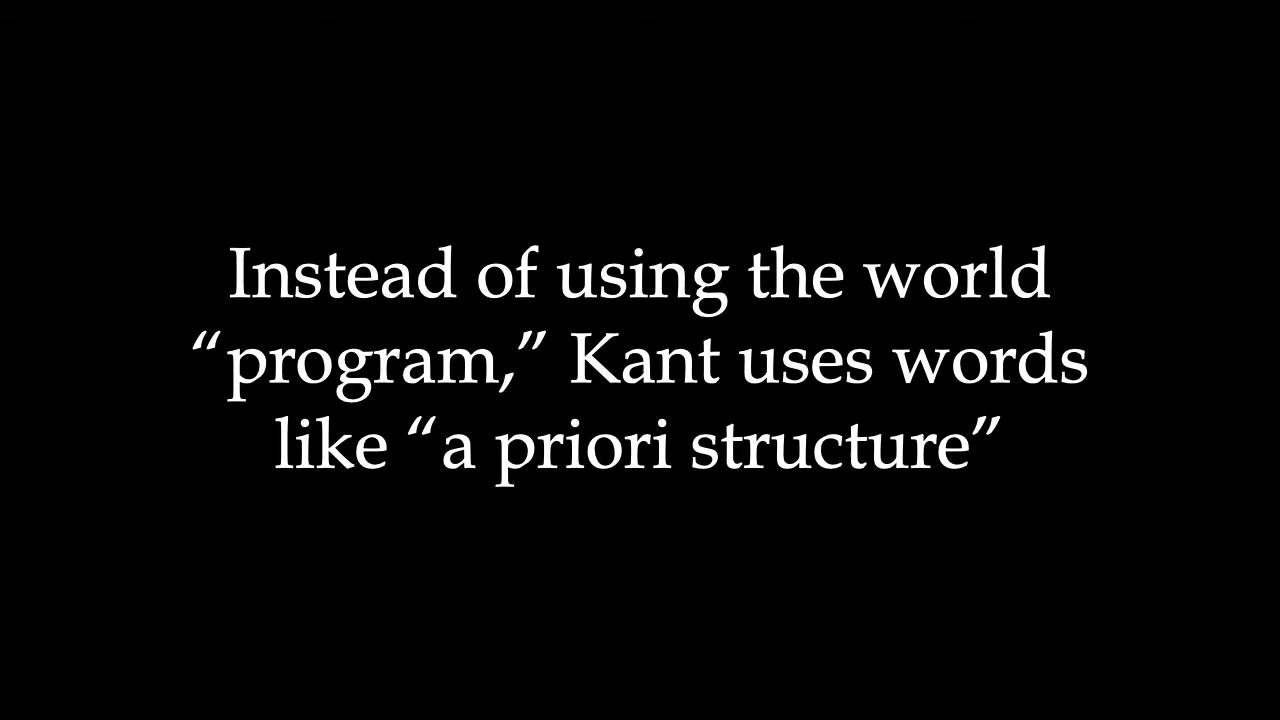 Instead of using the world
“program,” Kant uses words
like “a priori structure”